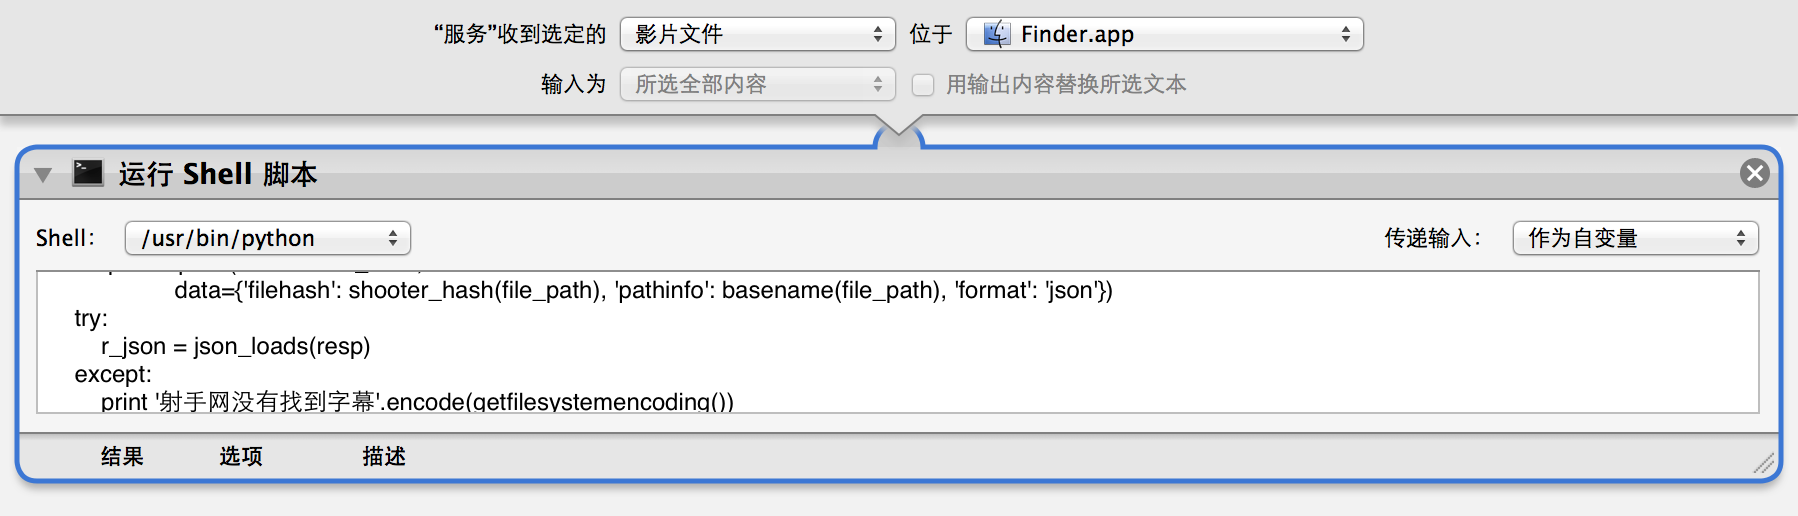 “服务”收到选定的 影片文件 位于 Finder.app
输入为 所选全部内容 用输出内容替换所选文本
运行 Shell 脚本
Shell: /usr/bin/python 传递输入: 作为自变量
data={'filehash': shooter_hash(file_path), 'pathinfo': basename(file_path), 'format': 'json'})
try:
r_json = json_loads(resp)
except:
print '射手网没有找到字幕'.encode(getfilesystemencoding())
结果 选项 描述